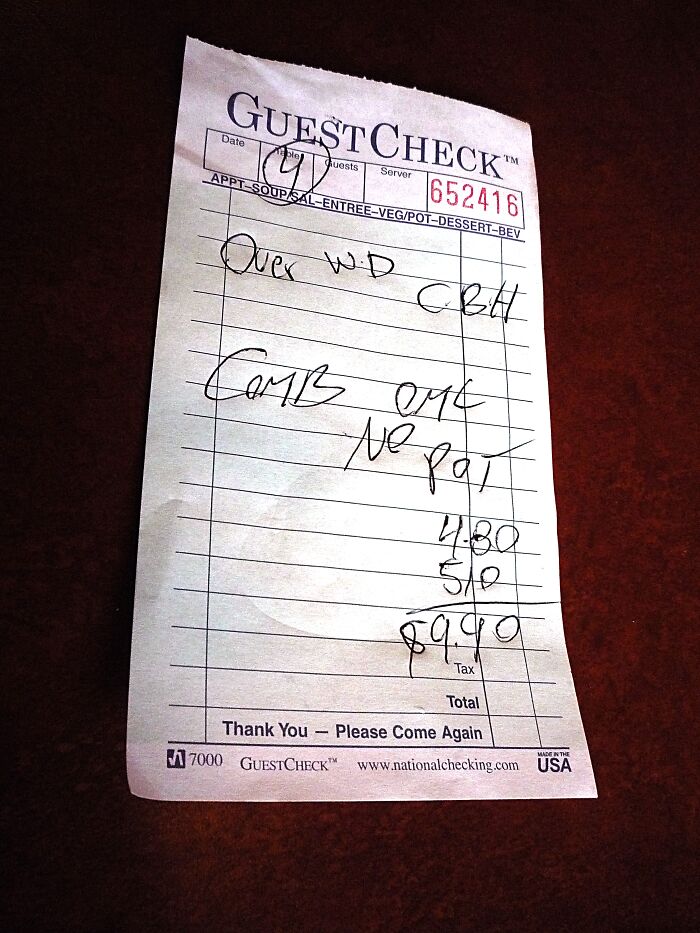 GUESTCHECK™
Date Table Guests Server
4
652416
APPT–SOUP/SAL–ENTREE–VEG/POT–DESSERT–BEV
Over W.D
CBH
COMB OME
NO POT
4.80
5.10
$9.90
Tax
Total
Thank You — Please Come Again
7000 GUESTCHECK™ www.nationalchecking.com MADE IN THE USA